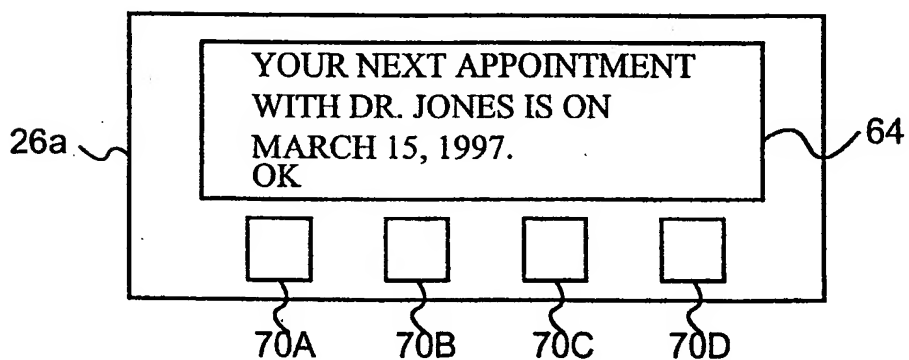 YOUR NEXT APPOINTMENT
WITH DR. JONES IS ON
MARCH 15, 1997.
OK
26a
64
70A 70B 70C 70D